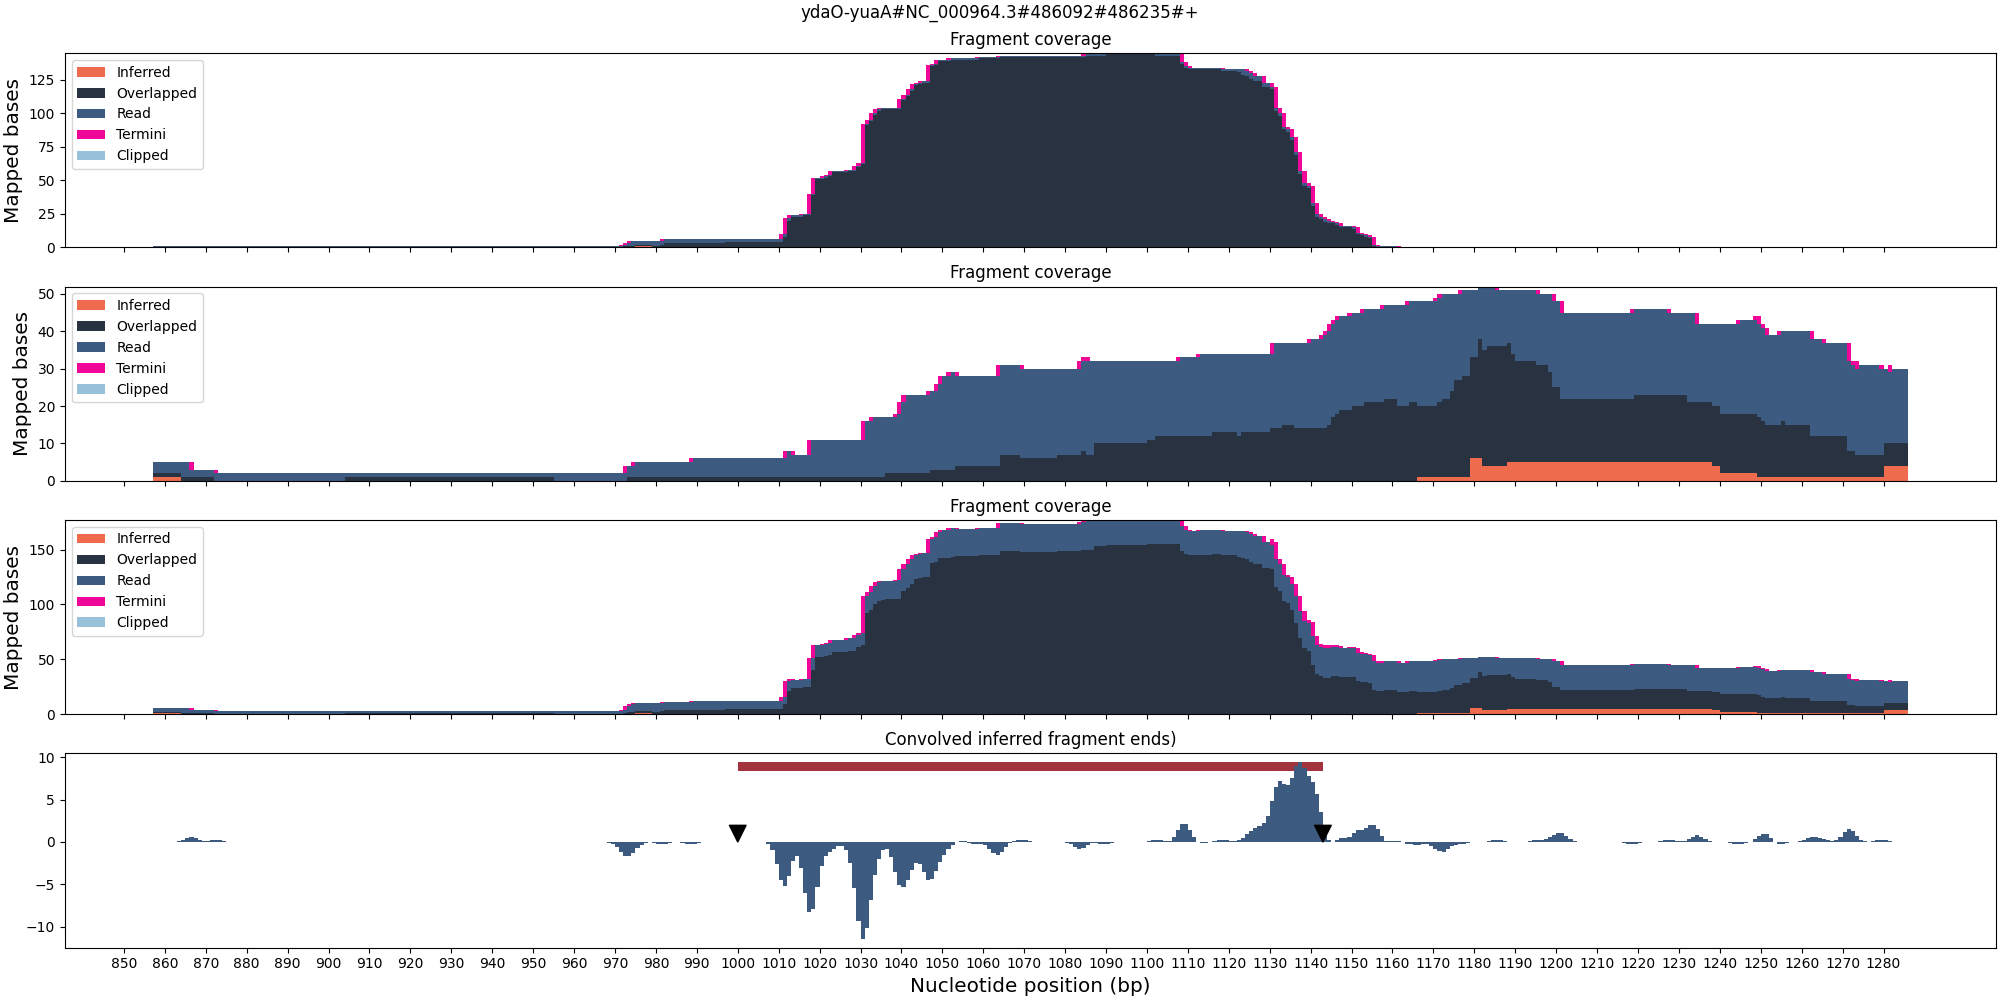 ydaO-yuaA#NC_000964.3#486092#486235#+
Fragment coverage
Mapped bases
125
100
75
50
25
0
Inferred
Overlapped
Read
Termini
Clipped
Fragment coverage
Mapped bases
50
40
30
20
10
0
Inferred
Overlapped
Read
Termini
Clipped
Fragment coverage
Mapped bases
150
100
50
0
Inferred
Overlapped
Read
Termini
Clipped
Convolved inferred fragment ends)
10
5
0
−5
−10
850 860 870 880 890 900 910 920 930 940 950 960 970 980 990 1000 1010 1020 1030 1040 1050 1060 1070 1080 1090 1100 1110 1120 1130 1140 1150 1160 1170 1180 1190 1200 1210 1220 1230 1240 1250 1260 1270 1280
Nucleotide position (bp)